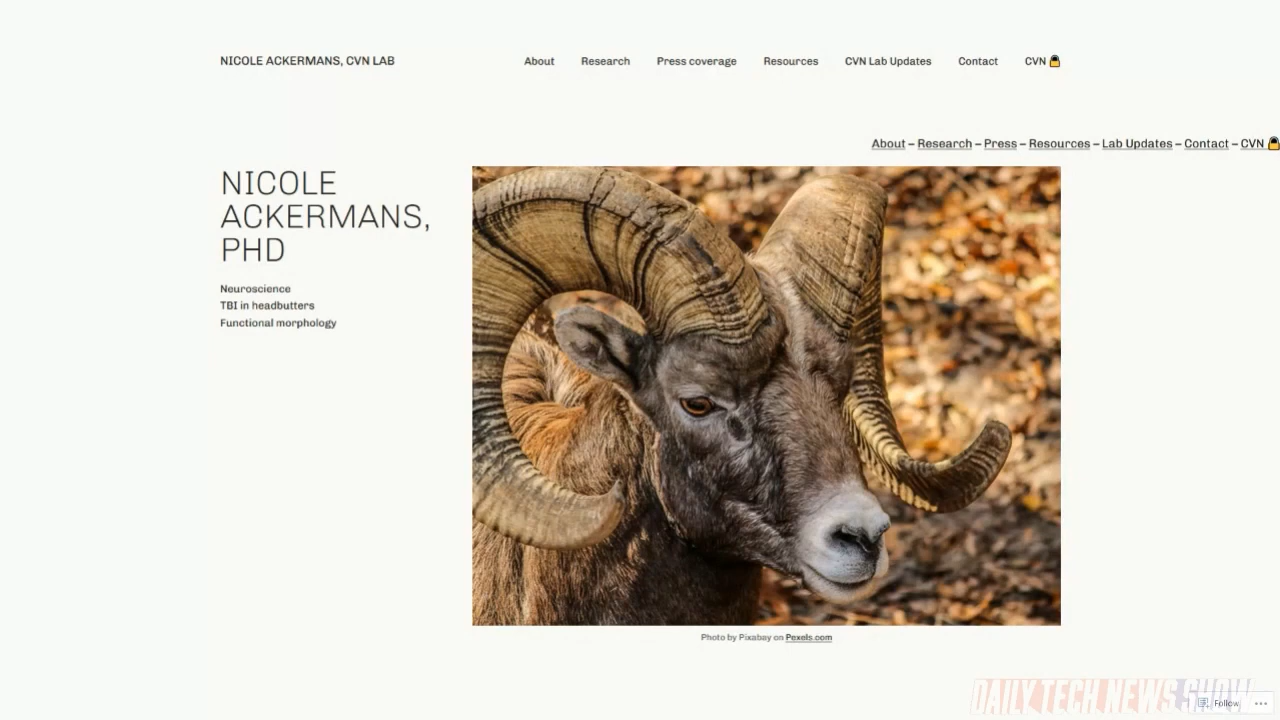 NICOLE ACKERMANS, CVN LAB
About Research Press coverage Resources CVN Lab Updates Contact CVN 🔒
About – Research – Press – Resources – Lab Updates – Contact – CVN 🔒
NICOLE
ACKERMANS,
PHD
Neuroscience
TBI in headbutters
Functional morphology
Photo by Pixabay on Pexels.com
DAILY TECH NEWS SHOW
Follow